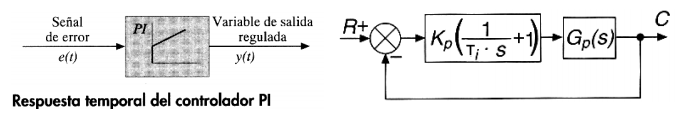 Señal
de error
e(t)
PI
Variable de salida
regulada
y(t)
Respuesta temporal del controlador PI
R+
−
Kp(1/τi · s +1)
Gp(s)
C